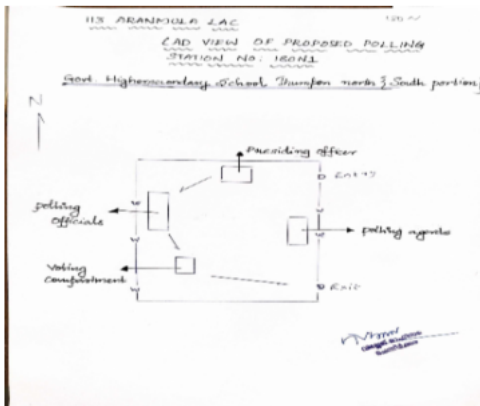 113 ARANMULA LAC
CAD VIEW OF PROPOSED POLLING
STATION NO: 180N1
Govt. Highersecondary School Thumpon north & South portion
N
Presiding officer
Entry
polling
officials
polling agents
Voting
compartment
Exit